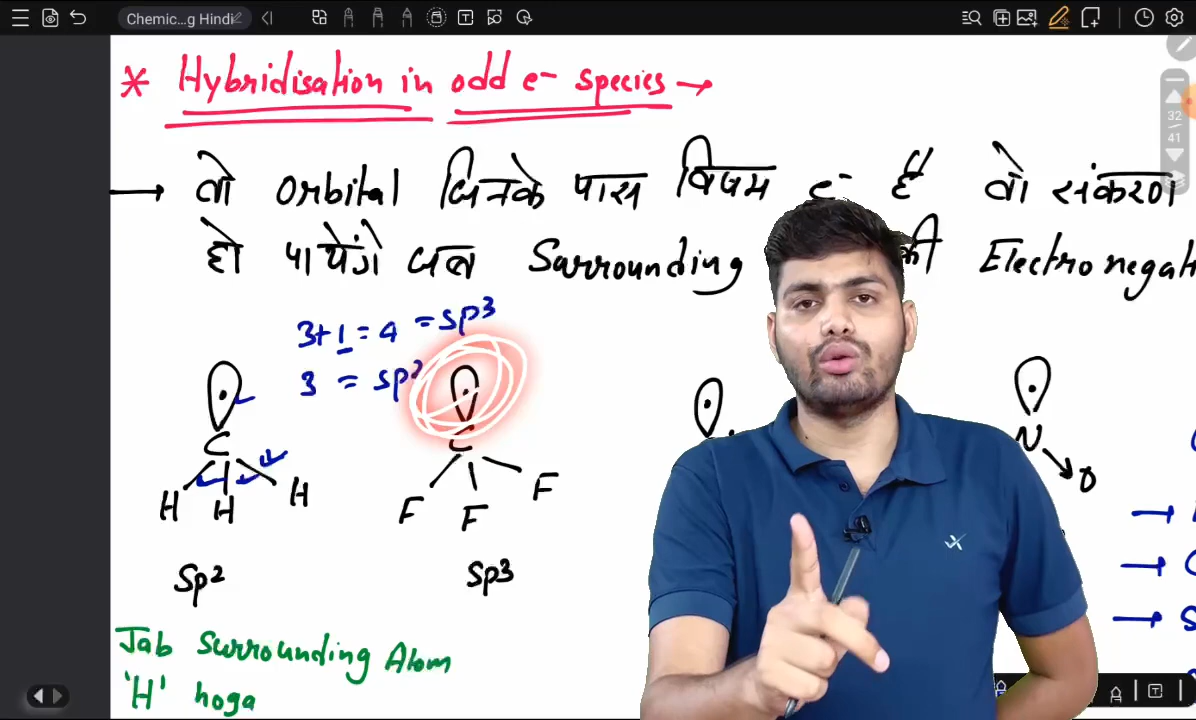 Chemic...g Hindi
* Hybridisation in odd e- species →
→ वो orbital जिनके पास विषम e- है वो संकरण
हो पायेंगे जब Surrounding की Electronegati
3+1=4 =sp3
3 = sp2
C
H H H
Sp2
C
F F F
Sp3
N
O
Jab Surrounding Atom
'H' hoga
32
41